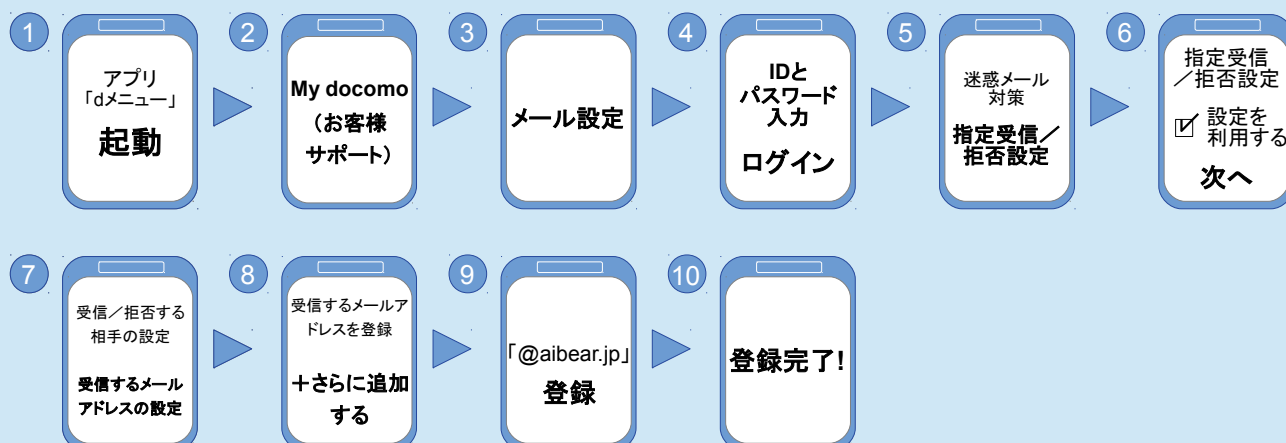 1
アプリ
「dメニュー」
起動
2
My docomo
（お客様
サポート）
3
メール設定
4
IDと
パスワード
入力
ログイン
5
迷惑メール
対策
指定受信／
拒否設定
6
指定受信
／拒否設定
設定を
利用する
次へ
7
受信／拒否する
相手の設定
受信するメール
アドレスの設定
8
受信するメールア
ドレスを登録
＋さらに追加
する
9
「@aibear.jp」
登録
10
登録完了!